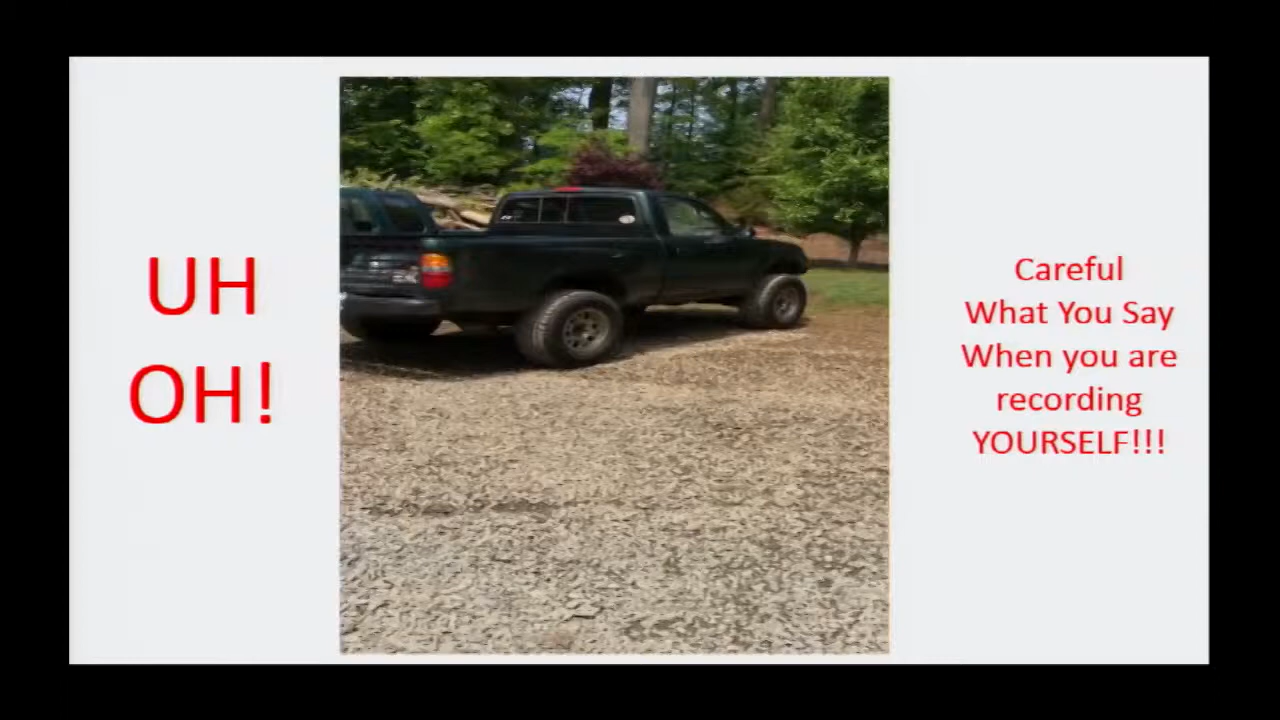 UH
OH!
Careful
What You Say
When you are
recording
YOURSELF!!!